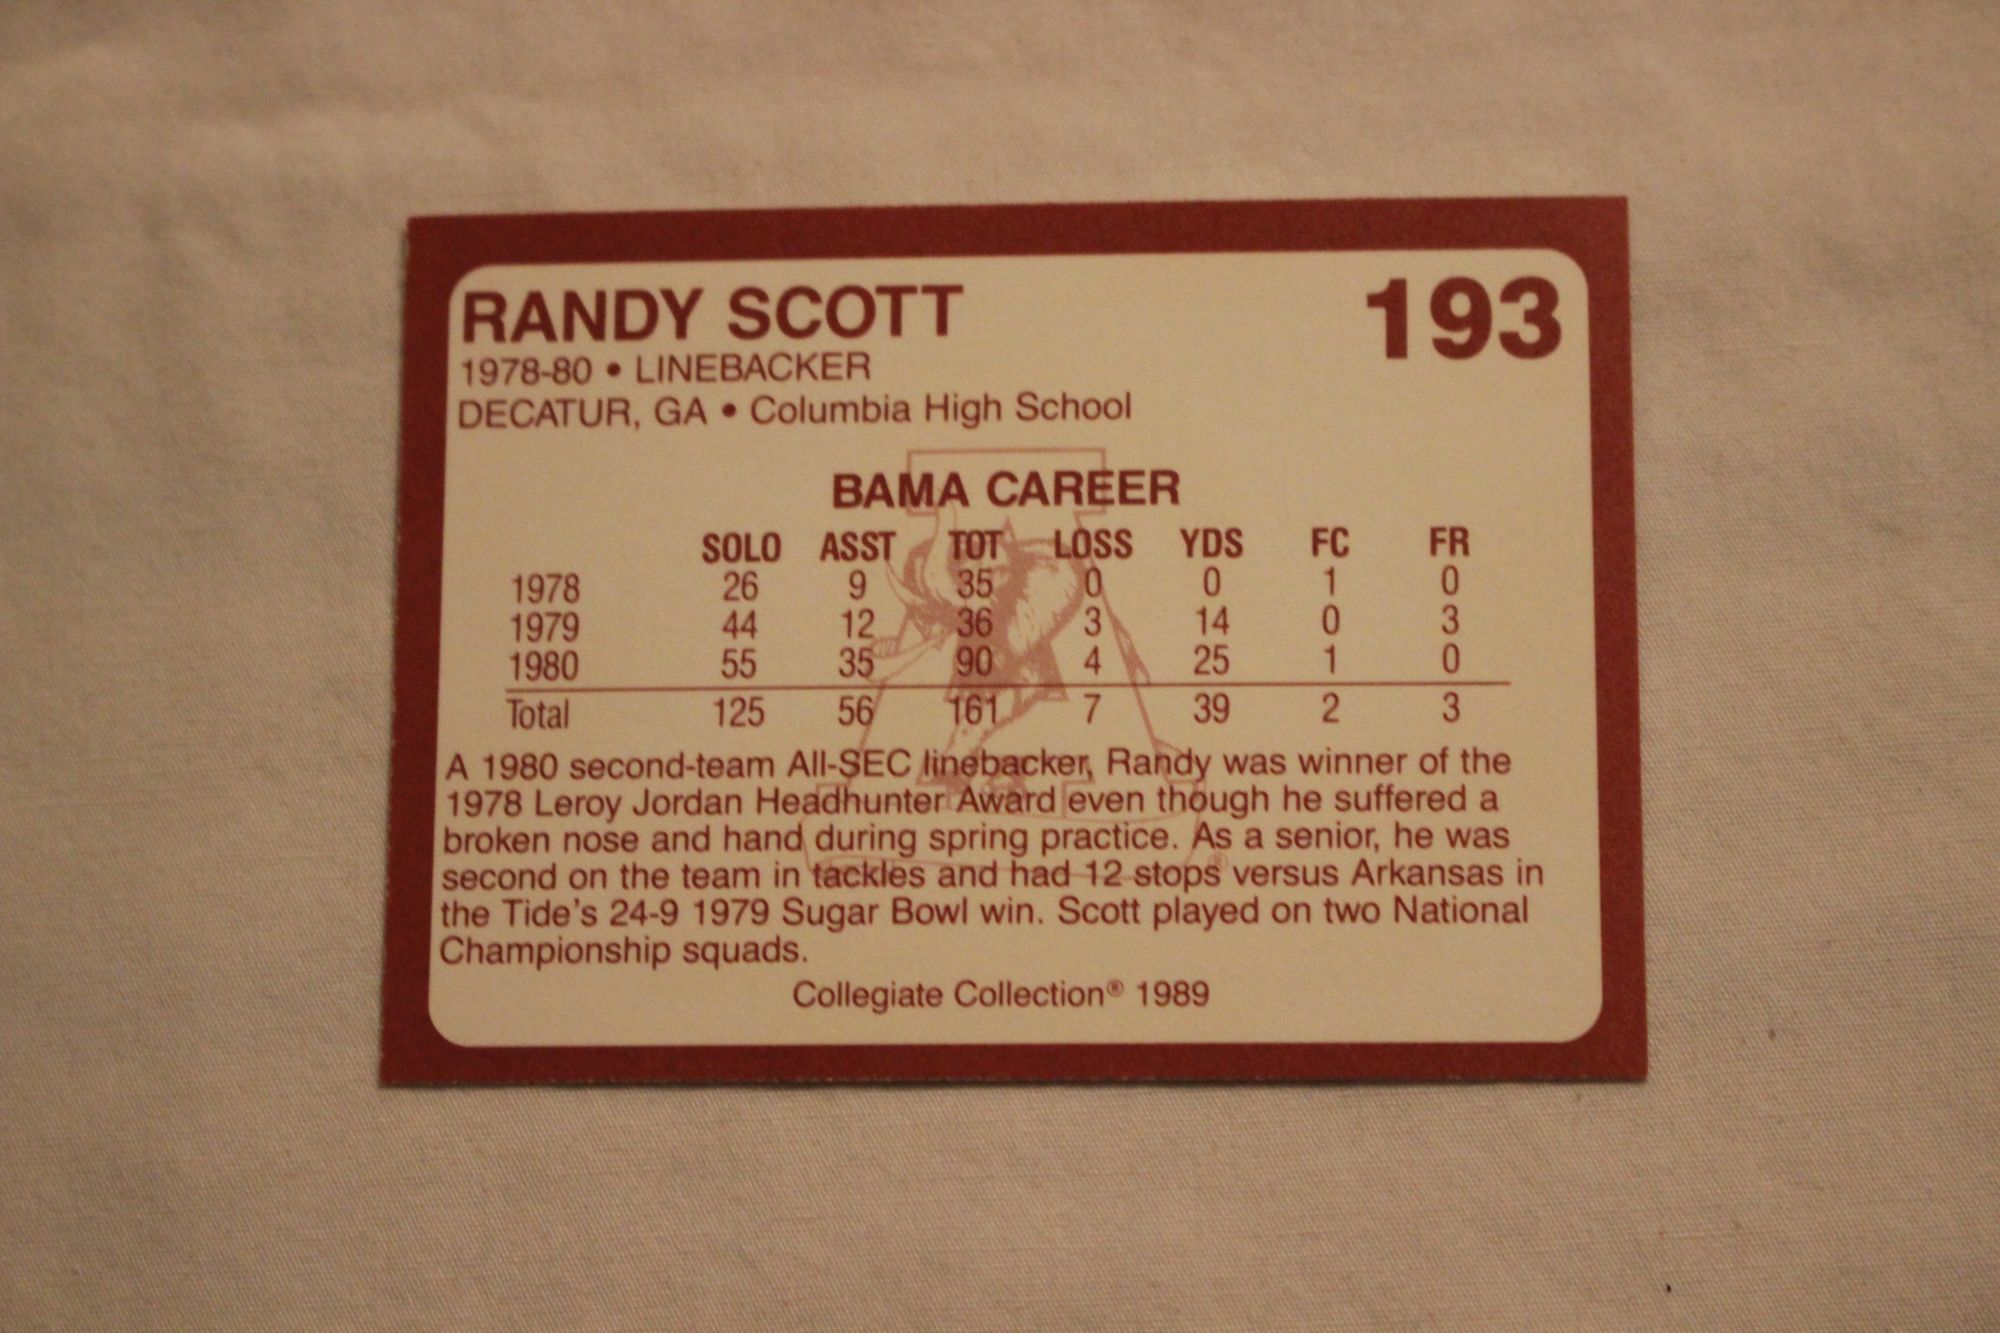 RANDY SCOTT 193
1978-80 • LINEBACKER
DECATUR, GA • Columbia High School
BAMA CAREER
SOLO ASST TOT LOSS YDS FC FR
1978 26 9 35 0 0 1 0
1979 44 12 36 3 14 0 3
1980 55 35 90 4 25 1 0
Total 125 56 161 7 39 2 3
A 1980 second-team All-SEC linebacker, Randy was winner of the
1978 Leroy Jordan Headhunter Award even though he suffered a
broken nose and hand during spring practice. As a senior, he was
second on the team in tackles and had 12 stops versus Arkansas in
the Tide's 24-9 1979 Sugar Bowl win. Scott played on two National
Championship squads.
Collegiate Collection® 1989